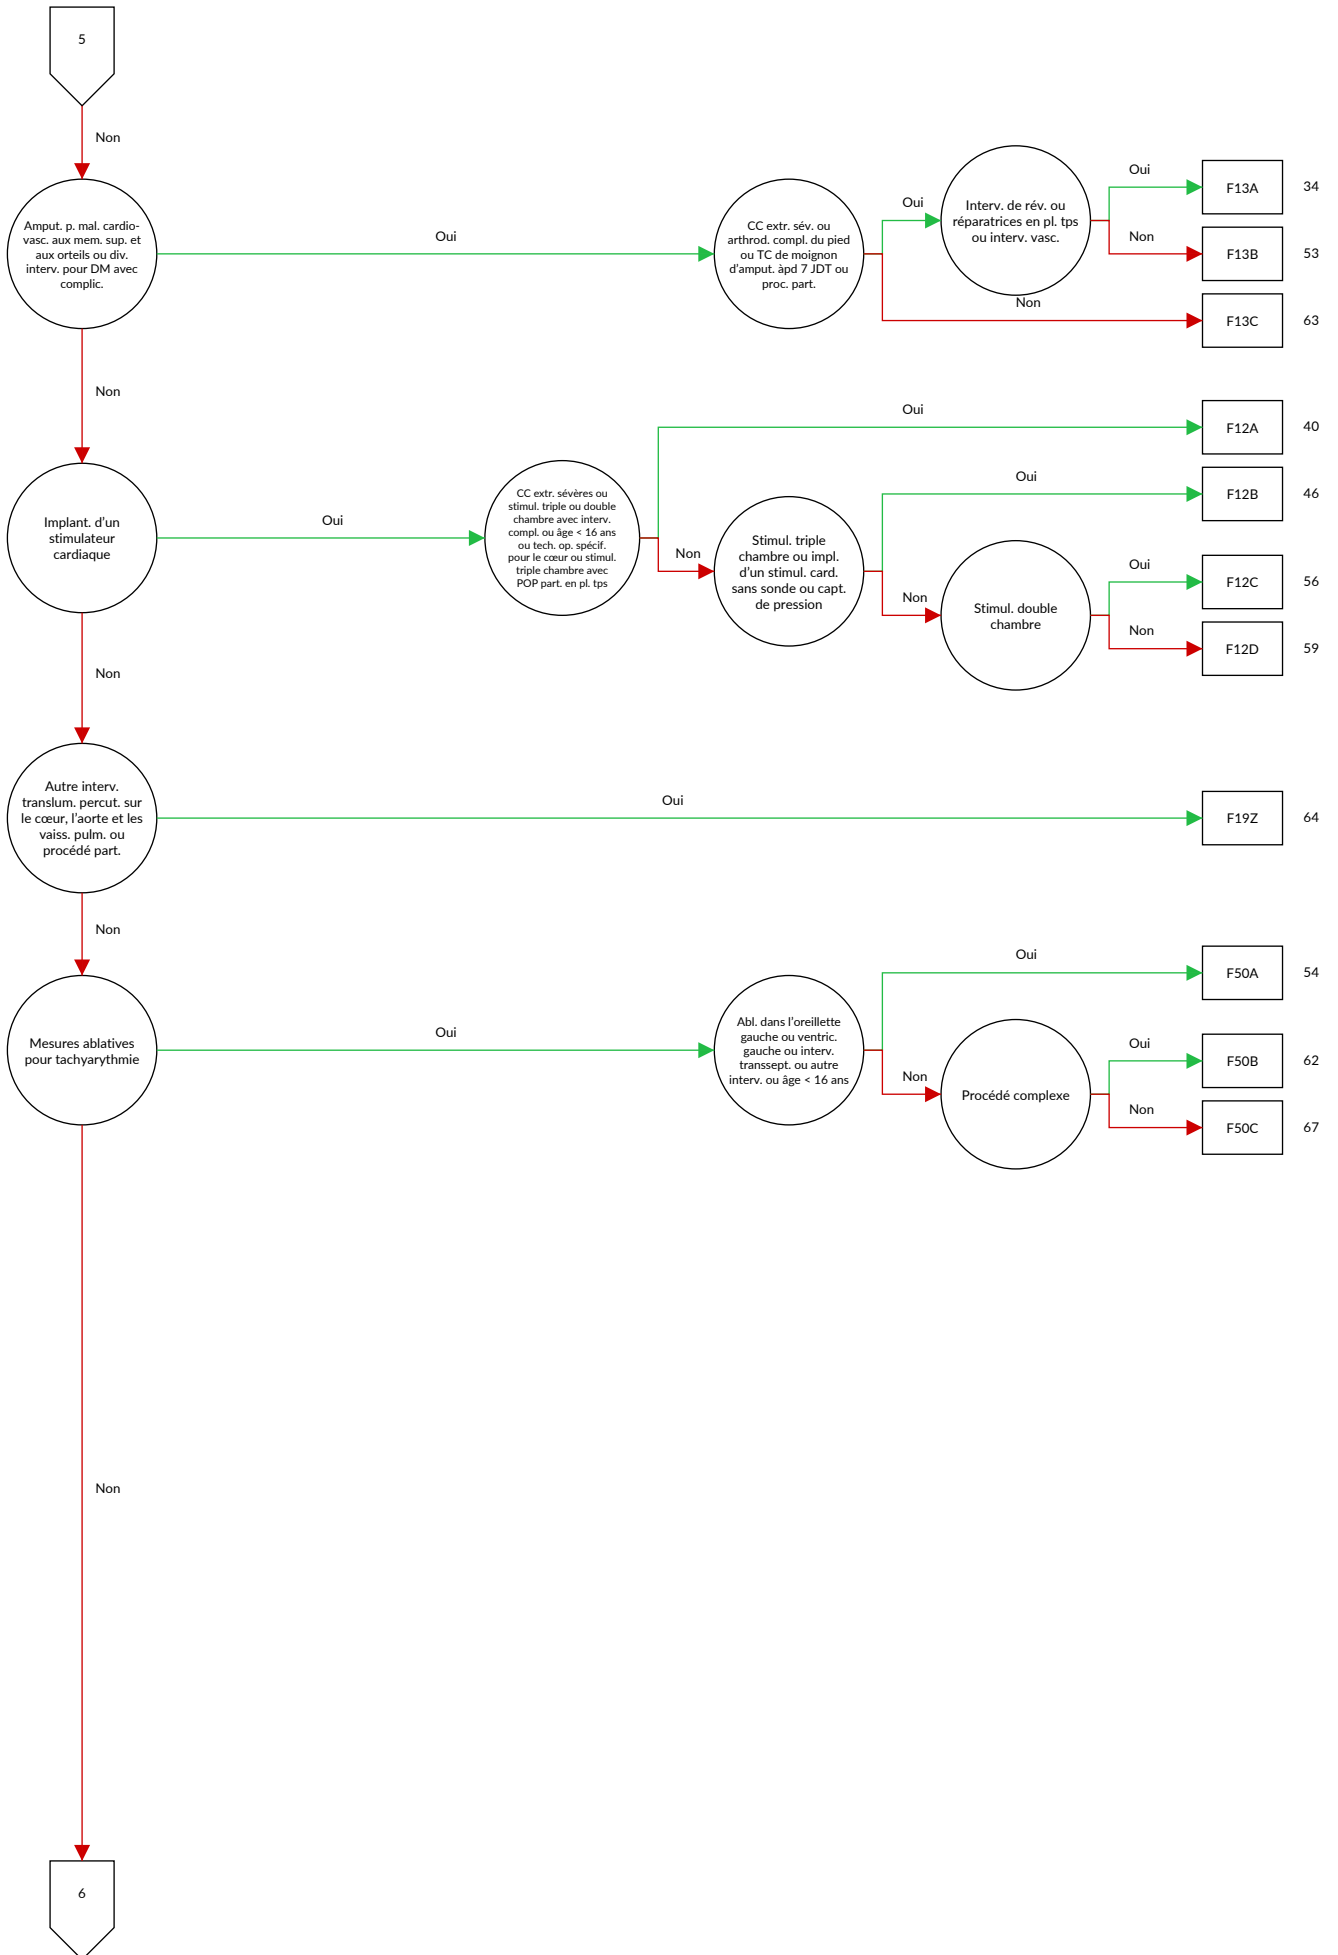 5
Non
Amput. p. mal. cardio-
vasc. aux mem. sup. et
aux orteils ou div.
interv. pour DM avec
complic.
Oui
CC extr. sév. ou
arthrod. compl. du pied
ou TC de moignon
d'amput. àpd 7 JDT ou
proc. part.
Oui
Interv. de rév. ou
réparatrices en pl. tps
ou interv. vasc.
Oui
F13A 34
Non
F13B 53
Non
F13C 63
Non
Implant. d'un
stimulateur
cardiaque
Oui
CC extr. sévères ou
stimul. triple ou double
chambre avec interv.
compl. ou âge < 16 ans
ou tech. op. spécif.
pour le cœur ou stimul.
triple chambre avec
POP part. en pl. tps
Oui
F12A 40
Non
Stimul. triple
chambre ou impl.
d'un stimul. card.
sans sonde ou capt.
de pression
Oui
F12B 46
Non
Stimul. double
chambre
Oui
F12C 56
Non
F12D 59
Non
Autre interv.
translum. percut. sur
le cœur, l'aorte et les
vaiss. pulm. ou
procédé part.
Oui
F19Z 64
Non
Mesures ablatives
pour tachyarythmie
Oui
Abl. dans l'oreillette
gauche ou ventric.
gauche ou interv.
transsept. ou autre
interv. ou âge < 16 ans
Oui
F50A 54
Non
Procédé complexe
Oui
F50B 62
Non
F50C 67
Non
6